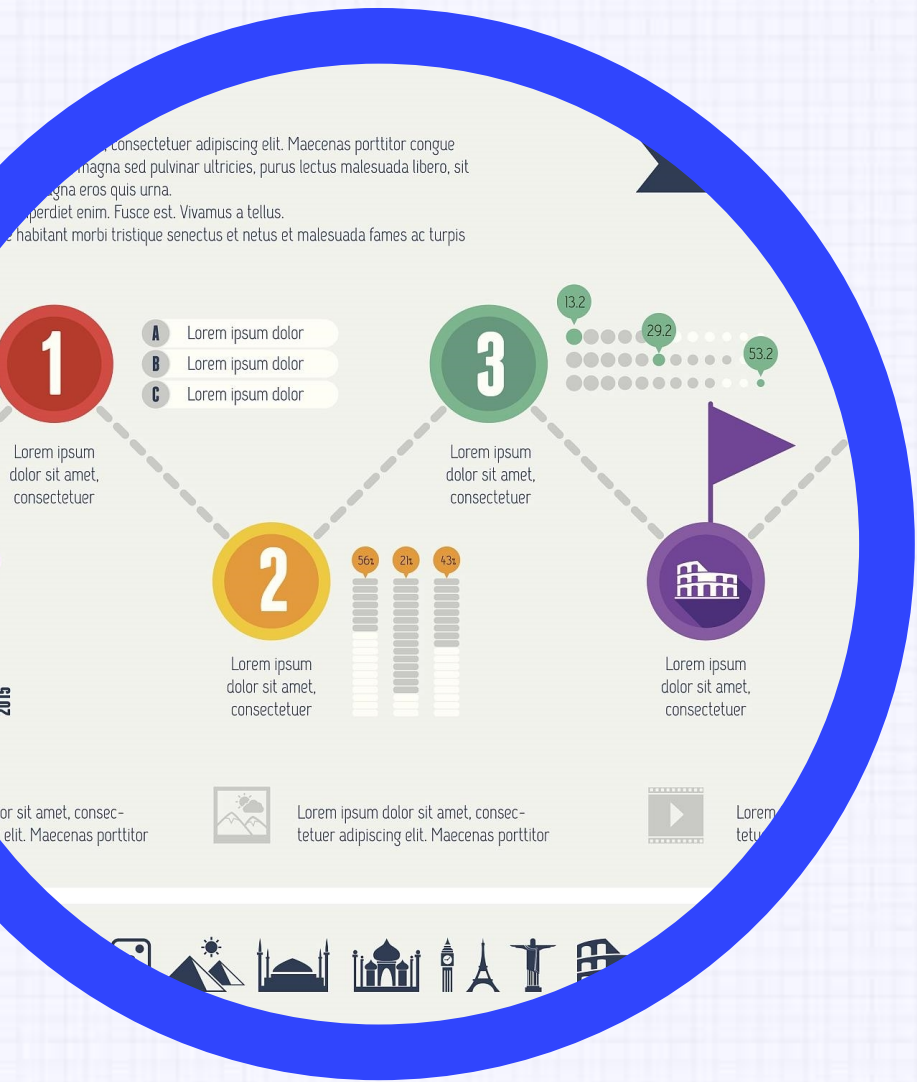 consectetuer adipiscing elit. Maecenas porttitor congue
magna sed pulvinar ultricies, purus lectus malesuada libero, sit
eros quis urna.
enim. Fusce est. Vivamus a tellus.
habitant morbi tristique senectus et netus et malesuada fames ac turpis
1
A Lorem ipsum dolor
B Lorem ipsum dolor
C Lorem ipsum dolor
Lorem ipsum
dolor sit amet,
consectetuer
3
13.2
29.2
53.2
Lorem ipsum
dolor sit amet,
consectetuer
2
56%
21%
43%
Lorem ipsum
dolor sit amet,
consectetuer
Lorem ipsum
dolor sit amet,
consectetuer
2015
sit amet, consec-
elit. Maecenas porttitor
Lorem ipsum dolor sit amet, consec-
tetuer adipiscing elit. Maecenas porttitor
Lorem